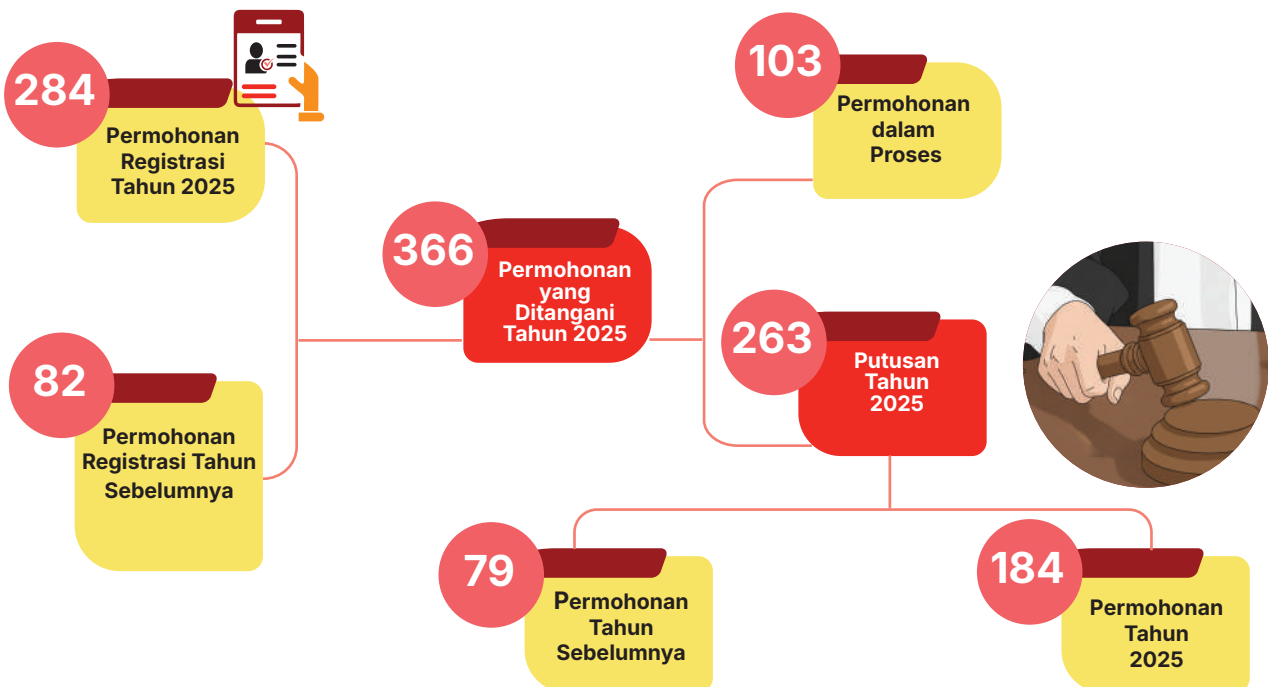 284
Permohonan
Registrasi
Tahun 2025
82
Permohonan
Registrasi Tahun
Sebelumnya
366
Permohonan
yang
Ditangani
Tahun 2025
103
Permohonan
dalam
Proses
263
Putusan
Tahun
2025
79
Permohonan
Tahun
Sebelumnya
184
Permohonan
Tahun
2025